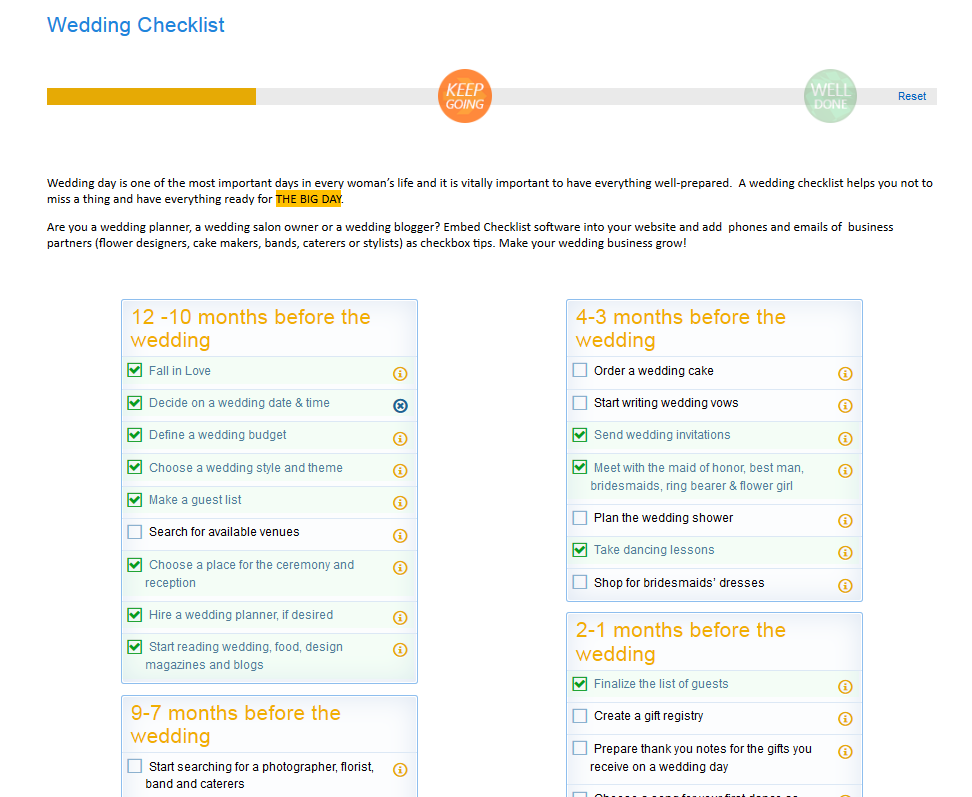 Wedding Checklist
KEEP
GOING
WELL
DONE
Reset
Wedding day is one of the most important days in every woman's life and it is vitally important to have everything well-prepared.  A wedding checklist helps you not to
miss a thing and have everything ready for THE BIG DAY.
Are you a wedding planner, a wedding salon owner or a wedding blogger? Embed Checklist software into your website and add  phones and emails of  business
partners (flower designers, cake makers, bands, caterers or stylists) as checkbox tips. Make your wedding business grow!
12 -10 months before the
wedding
Fall in Love
Decide on a wedding date & time
Define a wedding budget
Choose a wedding style and theme
Make a guest list
Search for available venues
Choose a place for the ceremony and
reception
Hire a wedding planner, if desired
Start reading wedding, food, design
magazines and blogs
9-7 months before the
wedding
Start searching for a photographer, florist,
band and caterers
4-3 months before the
wedding
Order a wedding cake
Start writing wedding vows
Send wedding invitations
Meet with the maid of honor, best man,
bridesmaids, ring bearer & flower girl
Plan the wedding shower
Take dancing lessons
Shop for bridesmaids' dresses
2-1 months before the
wedding
Finalize the list of guests
Create a gift registry
Prepare thank you notes for the gifts you
receive on a wedding day
Choose a song for your first dance as